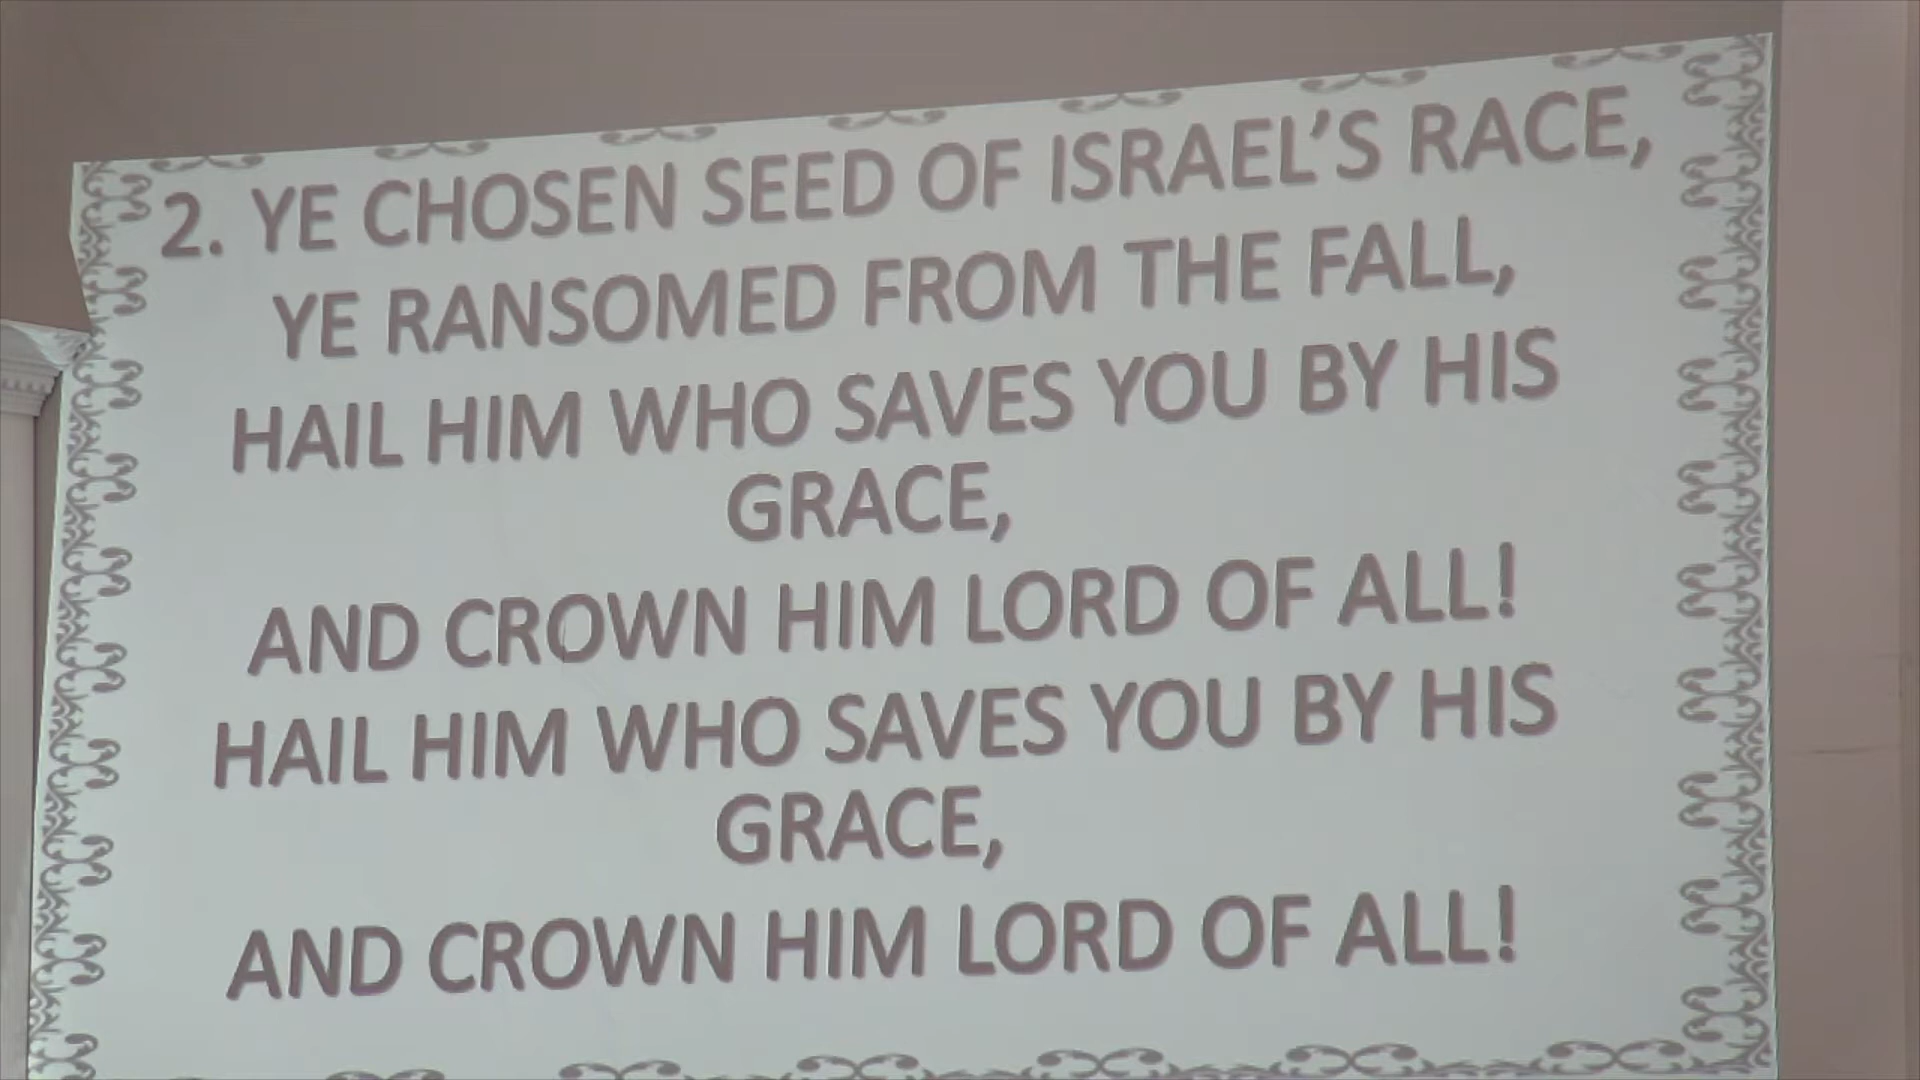 2. YE CHOSEN SEED OF ISRAEL’S RACE,
YE RANSOMED FROM THE FALL,
HAIL HIM WHO SAVES YOU BY HIS
GRACE,
AND CROWN HIM LORD OF ALL!
HAIL HIM WHO SAVES YOU BY HIS
GRACE,
AND CROWN HIM LORD OF ALL!